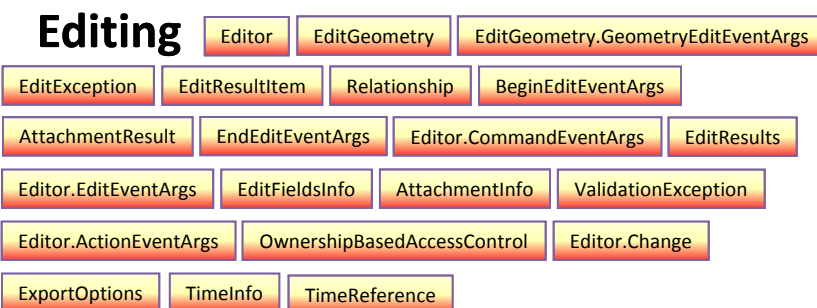 Editing Editor EditGeometry EditGeometry.GeometryEditEventArgs
EditException EditResultItem Relationship BeginEditEventArgs
AttachmentResult EndEditEventArgs Editor.CommandEventArgs EditResults
Editor.EditEventArgs EditFieldsInfo AttachmentInfo ValidationException
Editor.ActionEventArgs OwnershipBasedAccessControl Editor.Change
ExportOptions TimeInfo TimeReference